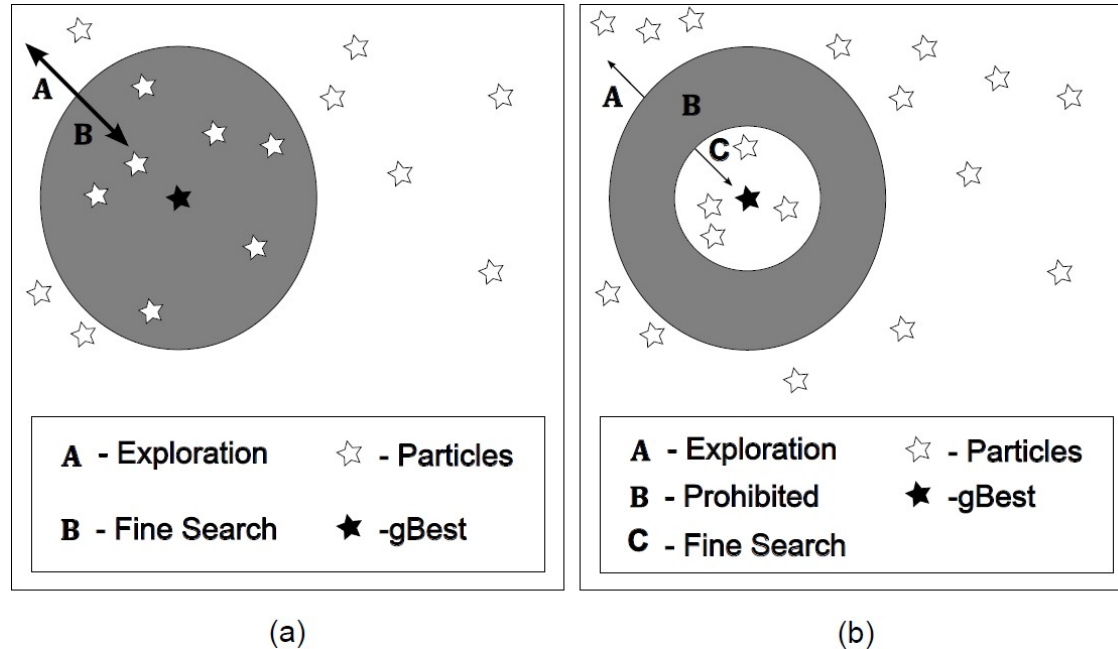 A
B
A - Exploration
- Particles
B - Fine Search
-gBest
(a)
A
B
C
A - Exploration
- Particles
B - Prohibited
-gBest
C - Fine Search
(b)